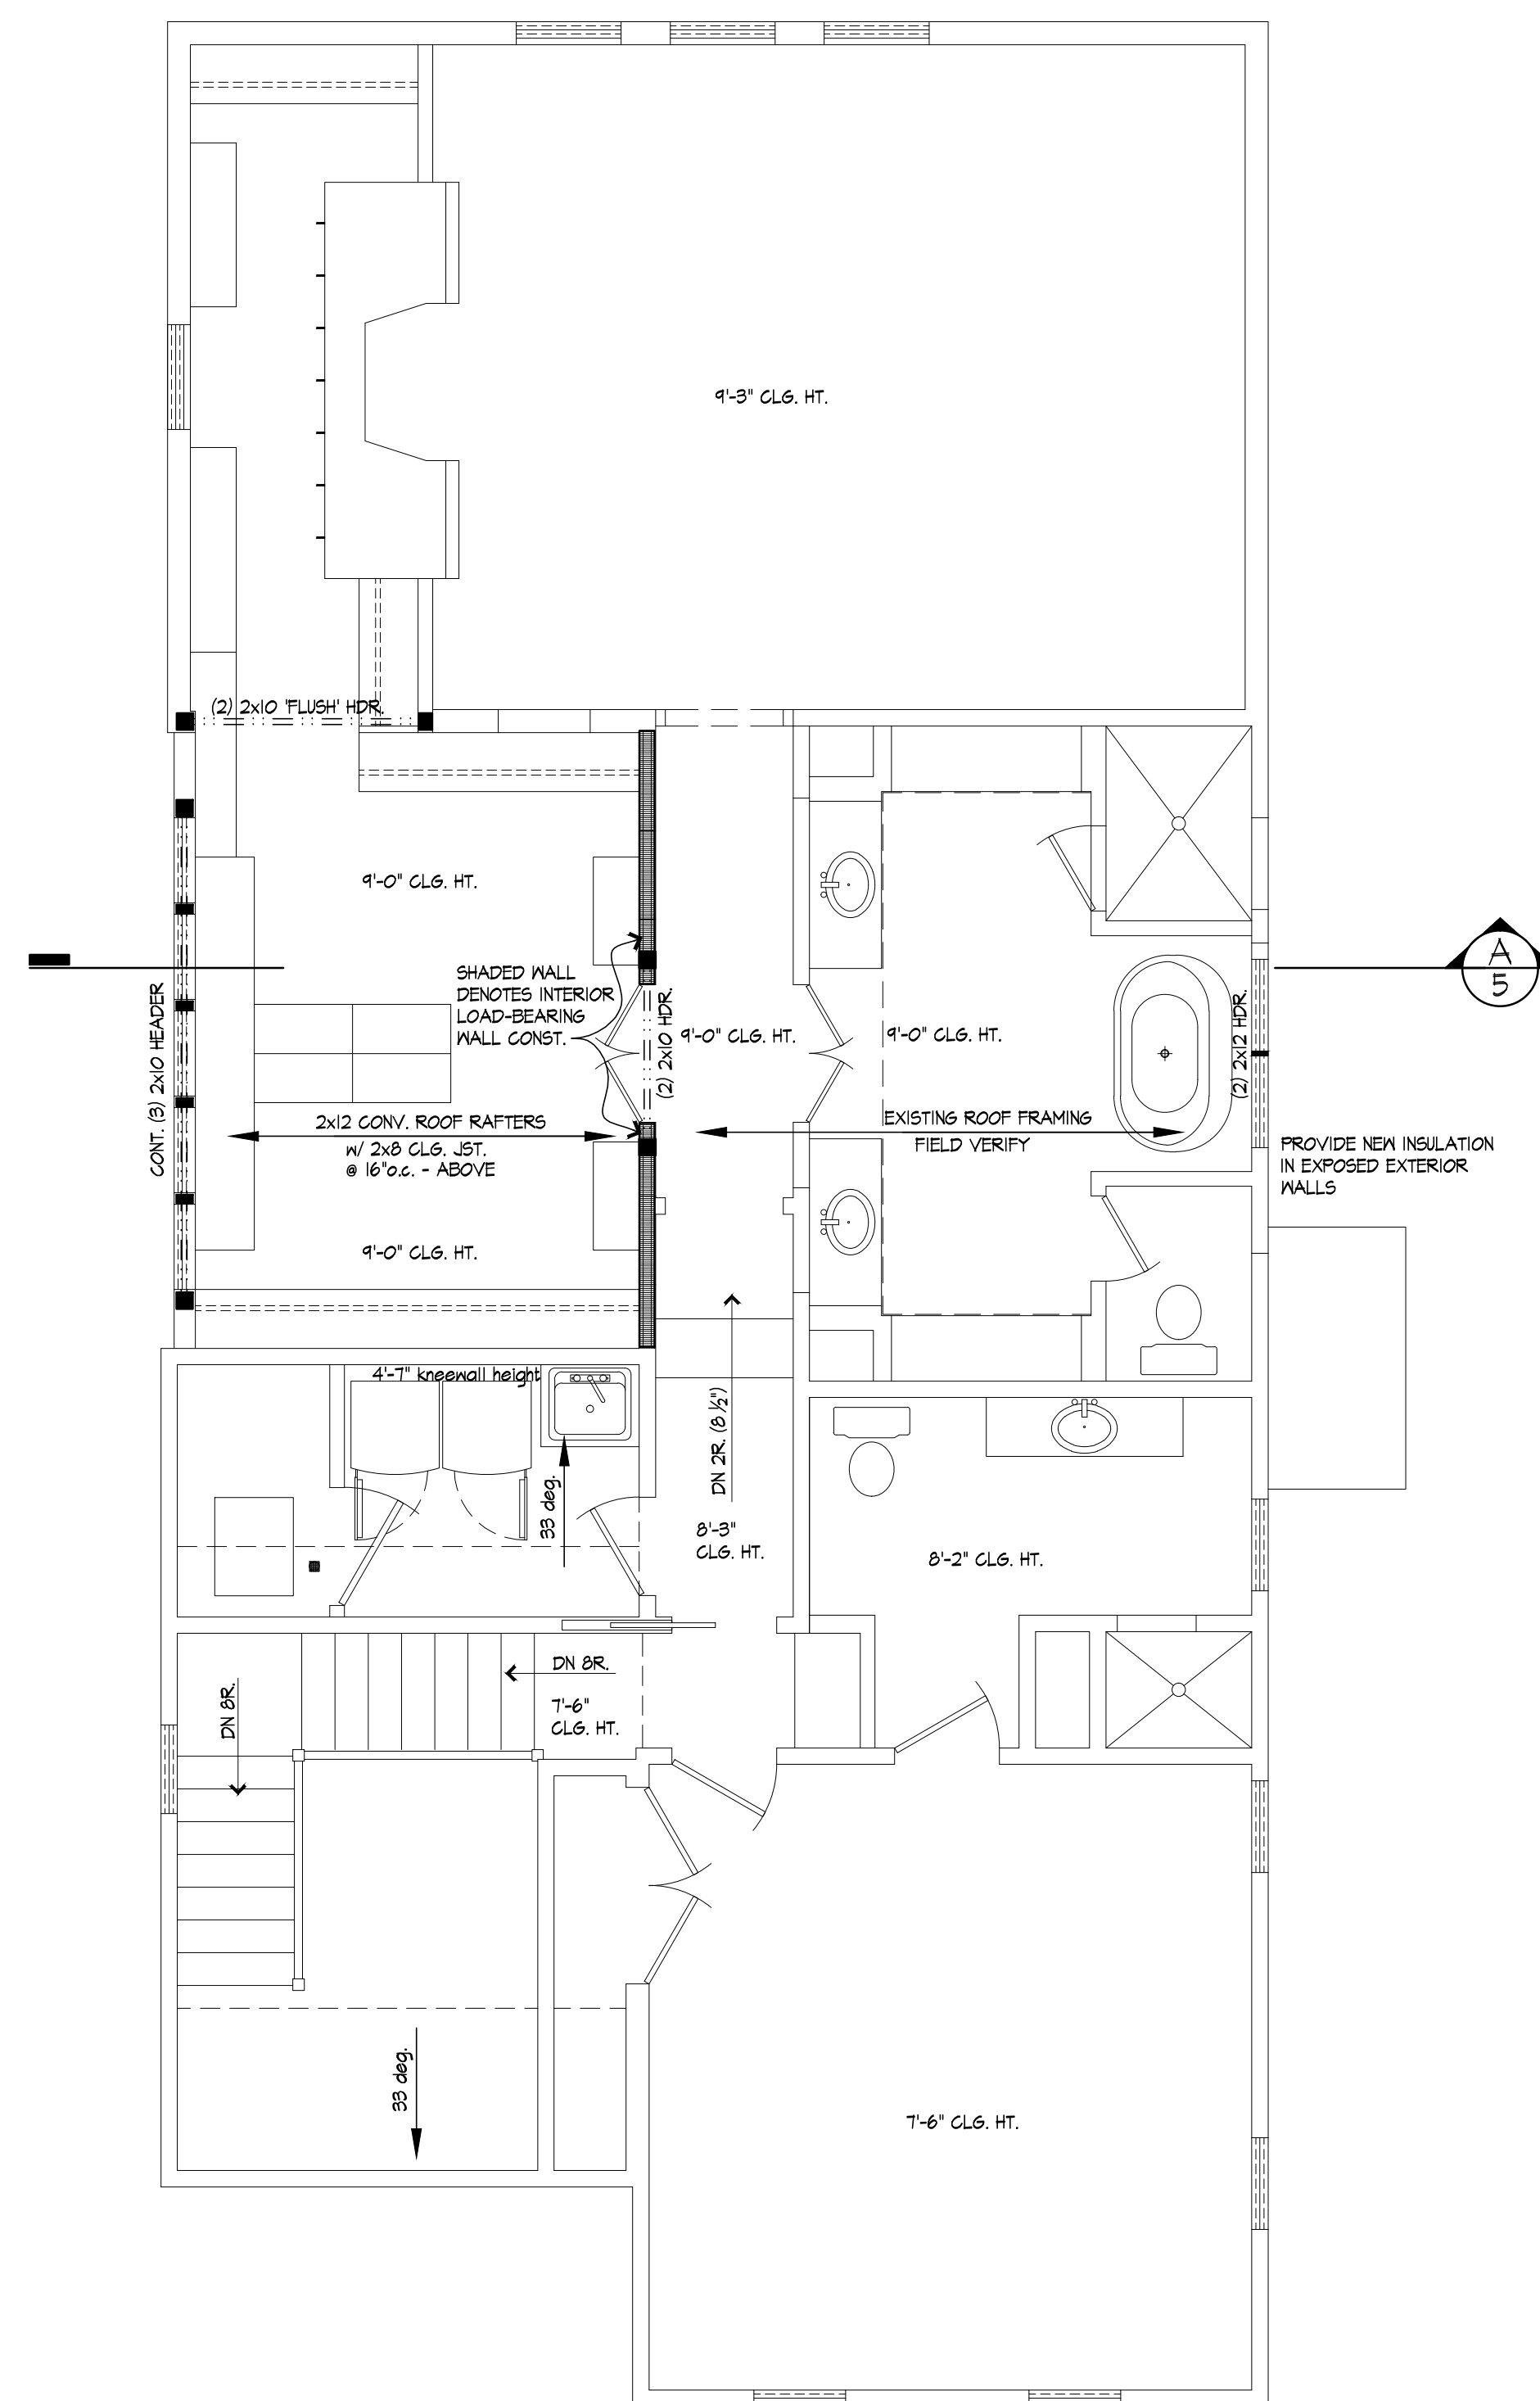 9'-3" CLG. HT.
(2) 2x10 'FLUSH' HDR.
9'-0" CLG. HT.
SHADED WALL
DENOTES INTERIOR
LOAD-BEARING
WALL CONST.
CONT. (3) 2x10 HEADER
(2) 2x10 HDR.
9'-0" CLG. HT.
9'-0" CLG. HT.
(2) 2x12 HDR.
A
5
2x12 CONV. ROOF RAFTERS
w/ 2x8 CLG. JST.
@ 16"o.c. - ABOVE
EXISTING ROOF FRAMING
FIELD VERIFY
PROVIDE NEW INSULATION
IN EXPOSED EXTERIOR
WALLS
9'-0" CLG. HT.
4'-7" kneewall height
33 deg.
DN 2R. (8 ½")
8'-3"
CLG. HT.
8'-2" CLG. HT.
DN 8R.
DN 8R.
7'-6"
CLG. HT.
33 deg.
7'-6" CLG. HT.